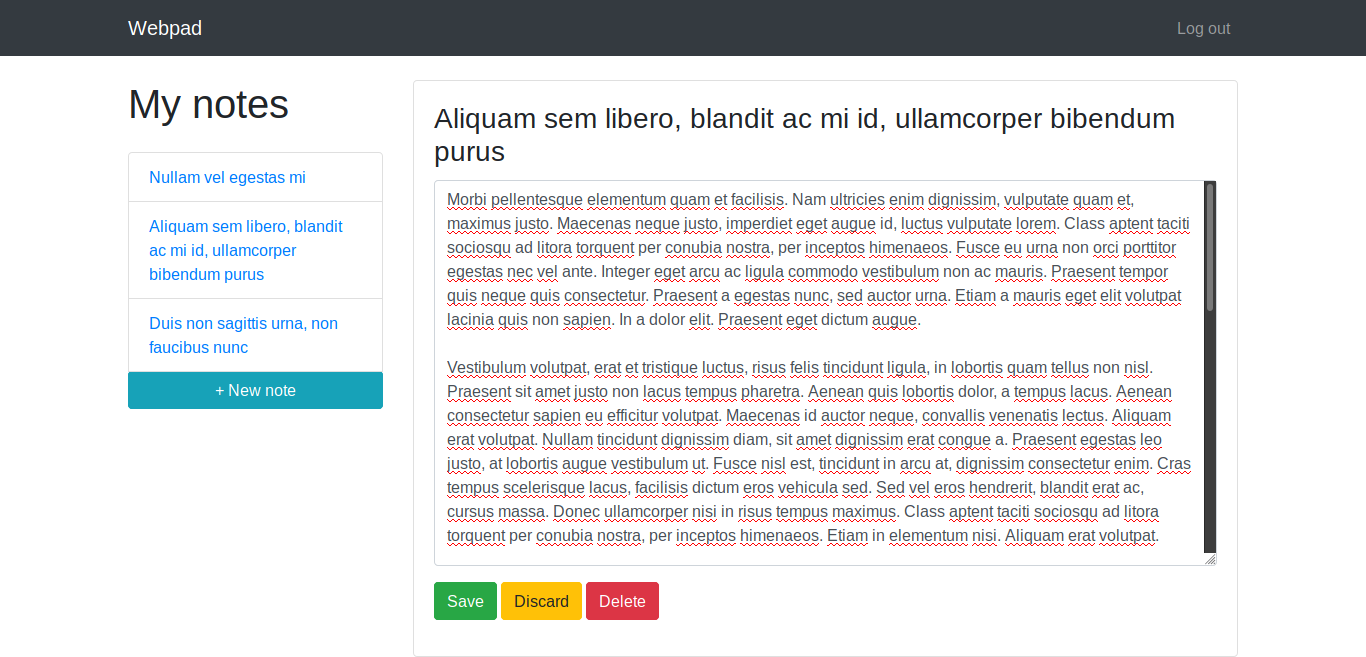 Webpad
Log out
My notes
Nullam vel egestas mi
Aliquam sem libero, blandit
ac mi id, ullamcorper
bibendum purus
Duis non sagittis urna, non
faucibus nunc
+ New note
Aliquam sem libero, blandit ac mi id, ullamcorper bibendum
purus
Morbi pellentesque elementum quam et facilisis. Nam ultricies enim dignissim, vulputate quam et,
maximus justo. Maecenas neque justo, imperdiet eget augue id, luctus vulputate lorem. Class aptent taciti
sociosqu ad litora torquent per conubia nostra, per inceptos himenaeos. Fusce eu urna non orci porttitor
egestas nec vel ante. Integer eget arcu ac ligula commodo vestibulum non ac mauris. Praesent tempor
quis neque quis consectetur. Praesent a egestas nunc, sed auctor urna. Etiam a mauris eget elit volutpat
lacinia quis non sapien. In a dolor elit. Praesent eget dictum augue.
Vestibulum volutpat, erat et tristique luctus, risus felis tincidunt ligula, in lobortis quam tellus non nisl.
Praesent sit amet justo non lacus tempus pharetra. Aenean quis lobortis dolor, a tempus lacus. Aenean
consectetur sapien eu efficitur volutpat. Maecenas id auctor neque, convallis venenatis lectus. Aliquam
erat volutpat. Nullam tincidunt dignissim diam, sit amet dignissim erat congue a. Praesent egestas leo
justo, at lobortis augue vestibulum ut. Fusce nisl est, tincidunt in arcu at, dignissim consectetur enim. Cras
tempus scelerisque lacus, facilisis dictum eros vehicula sed. Sed vel eros hendrerit, blandit erat ac,
cursus massa. Donec ullamcorper nisi in risus tempus maximus. Class aptent taciti sociosqu ad litora
torquent per conubia nostra, per inceptos himenaeos. Etiam in elementum nisi. Aliquam erat volutpat.
Save
Discard
Delete